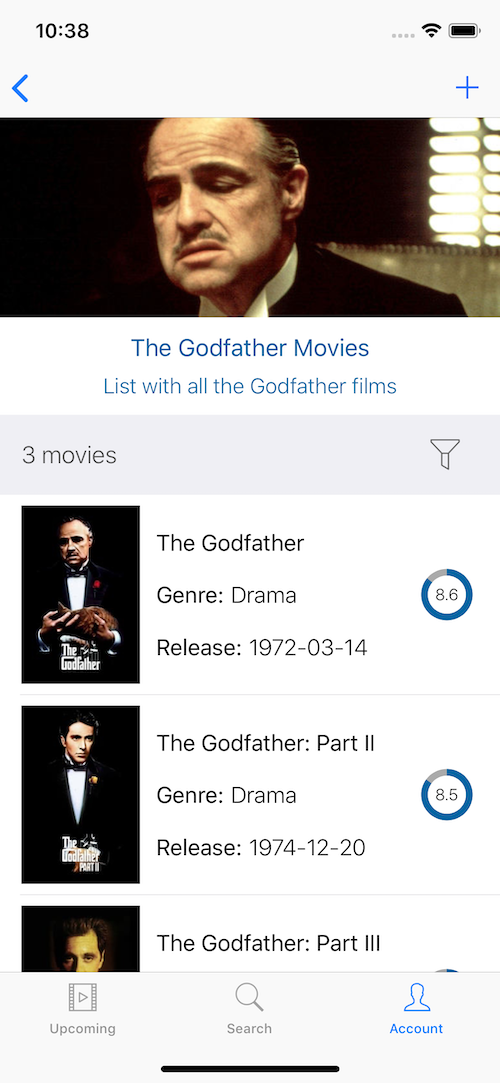 10:38
The Godfather Movies
List with all the Godfather films
3 movies
The Godfather
Genre: Drama
8.6
Release: 1972-03-14
The
Godfather
The Godfather: Part II
Genre: Drama
8.5
Release: 1974-12-20
The
Godfather
PART II
The Godfather: Part III
Upcoming
Search
Account